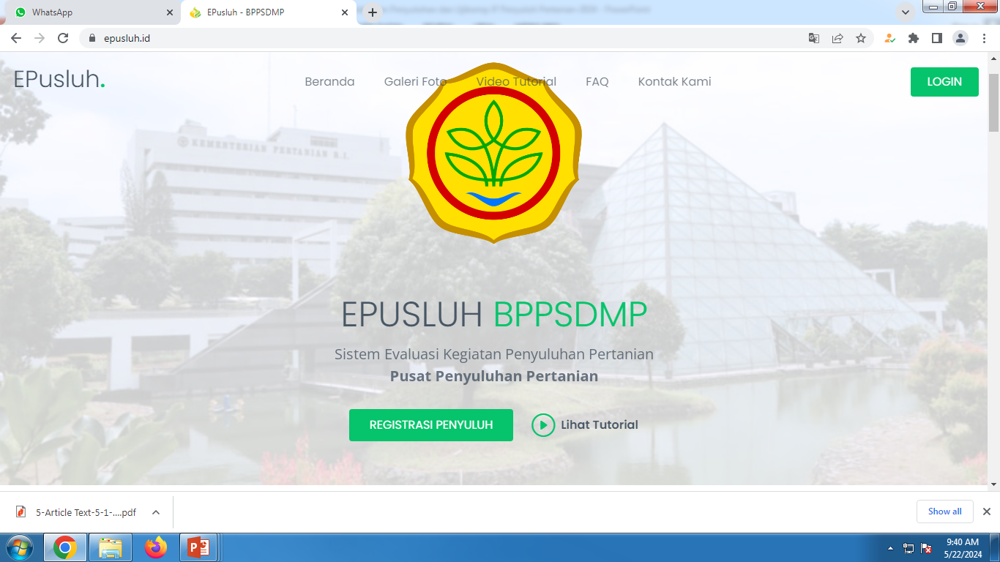 WhatsApp
EPusluh - BPPSDMP
epusluh.id
EPusluh.
Beranda
Galeri Foto
Video Tutorial
FAQ
Kontak Kami
LOGIN
KEMENTERIAN PERTANIAN R.I.
EPUSLUH BPPSDMP
Sistem Evaluasi Kegiatan Penyuluhan Pertanian
Pusat Penyuluhan Pertanian
REGISTRASI PENYULUH
Lihat Tutorial
5-Article Text-5-1-....pdf
Show all
9:40 AM
5/22/2024